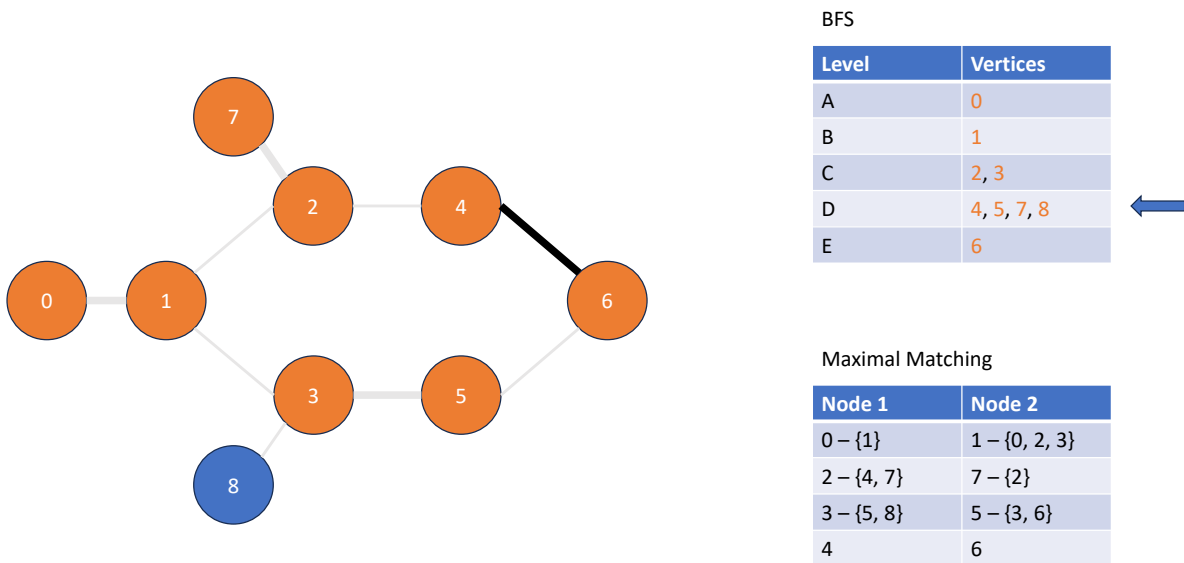 BFS
Level Vertices
A 0
B 1
C 2, 3
D 4, 5, 7, 8
E 6
7
2
4
0
1
6
3
5
8
Maximal Matching
Node 1 Node 2
0 – {1} 1 – {0, 2, 3}
2 – {4, 7} 7 – {2}
3 – {5, 8} 5 – {3, 6}
4 6